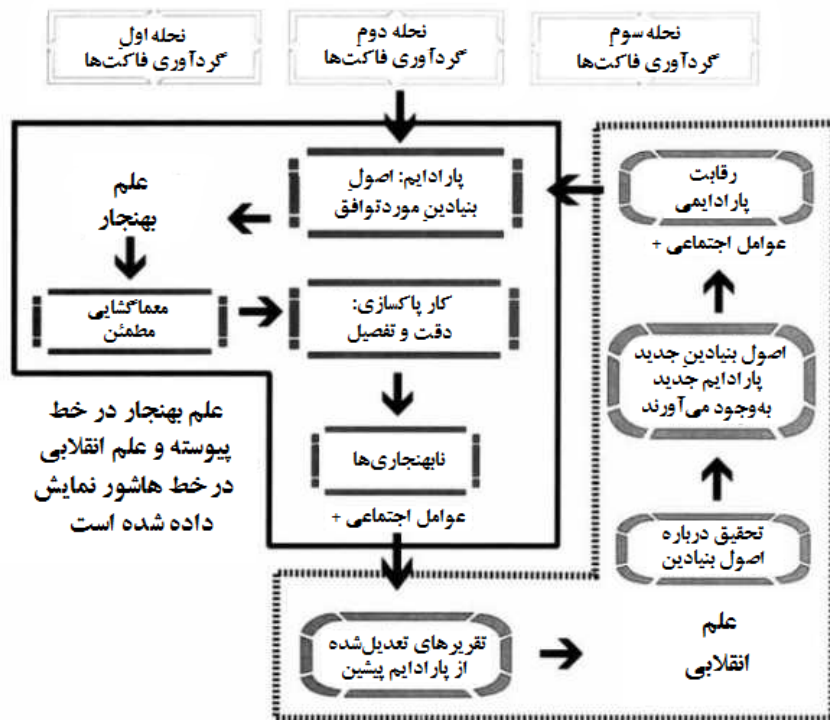 نحله اولِ
گردآوری فاکت‌ها
نحله دومِ
گردآوری فاکت‌ها
نحله سومِ
گردآوری فاکت‌ها
پارادایم: اصولِ
بنیادینِ موردتوافق
علم
بهنجار
معماگشایی
مطمئن
کار پاکسازی:
دقت و تفصیل
نابهنجاری‌ها
عوامل اجتماعی +
علم بهنجار در خط
پیوسته و علم انقلابی
در خط هاشور نمایش
داده شده است
تقریرهای تعدیل‌شده
از پارادایم پیشین
علم
انقلابی
تحقیق درباره
اصول بنیادین
اصول بنیادینِ جدید
پارادایم جدید
به‌وجود می‌آورند
رقابت
پارادایمی
عوامل اجتماعی +